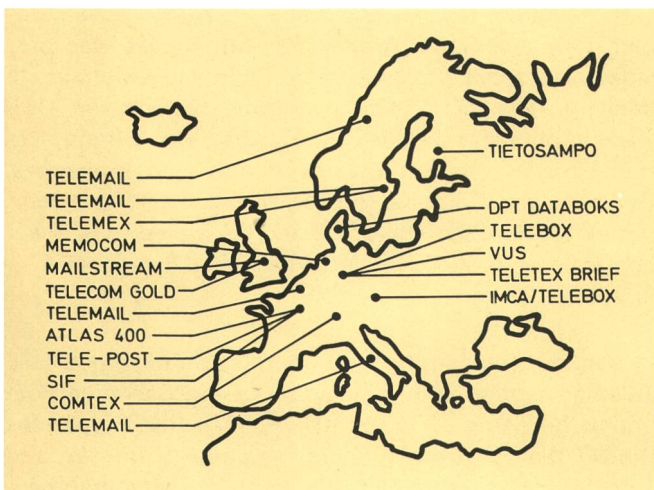 TELEMAIL
TELEMAIL
TELEMEX
MEMOCOM
MAILSTREAM
TELECOM GOLD
TELEMAIL
ATLAS 400
TELE-POST
SIF
COMTEX
TELEMAIL
TIETOSAMPO
DPT DATABOKS
TELEBOX
VUS
TELETEX BRIEF
IMCA/TELEBOX